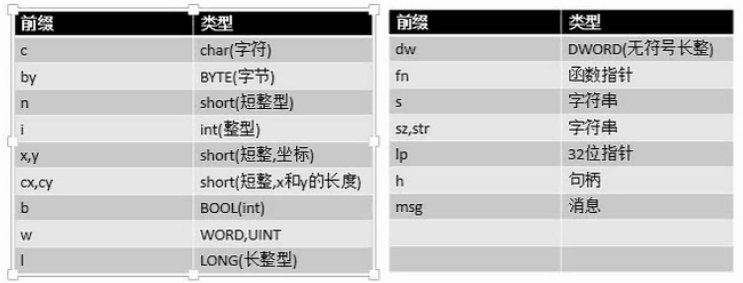 前缀 类型
c char(字符)
by BYTE(字节)
n short(短整型)
i int(整型)
x,y short(短整,坐标)
cx,cy short(短整,x和y的长度)
b BOOL(int)
w WORD,UINT
l LONG(长整型)
前缀 类型
dw DWORD(无符号长整)
fn 函数指针
s 字符串
sz,str 字符串
lp 32位指针
h 句柄
msg 消息